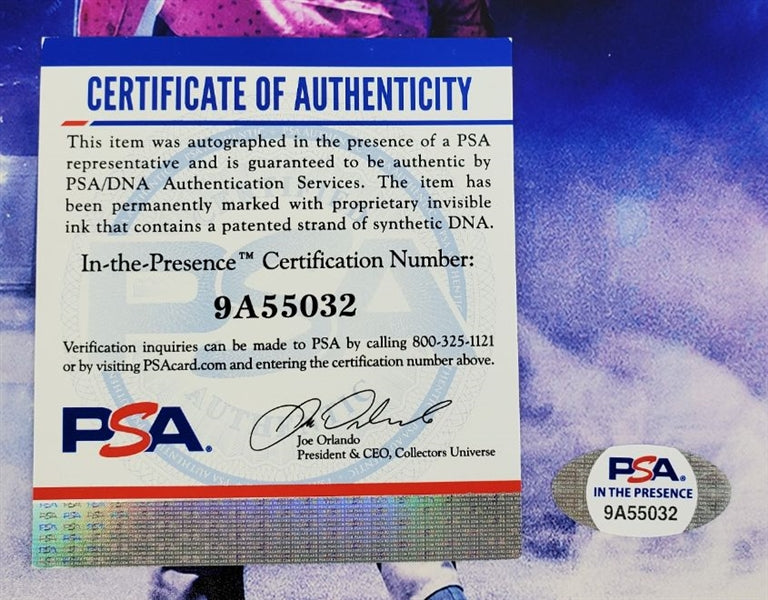 CERTIFICATE OF AUTHENTICITY
This item was autographed in the presence of a PSA
representative and is guaranteed to be authentic by
PSA/DNA Authentication Services. The item has
been permanently marked with proprietary invisible
ink that contains a patented strand of synthetic DNA.
In-the-Presence™ Certification Number:
9A55032
Verification inquiries can be made to PSA by calling 800-325-1121
or by visiting PSAcard.com and entering the certification number above.
PSA®
Joe Orlando
President & CEO, Collectors Universe
PSA®
IN THE PRESENCE
9A55032